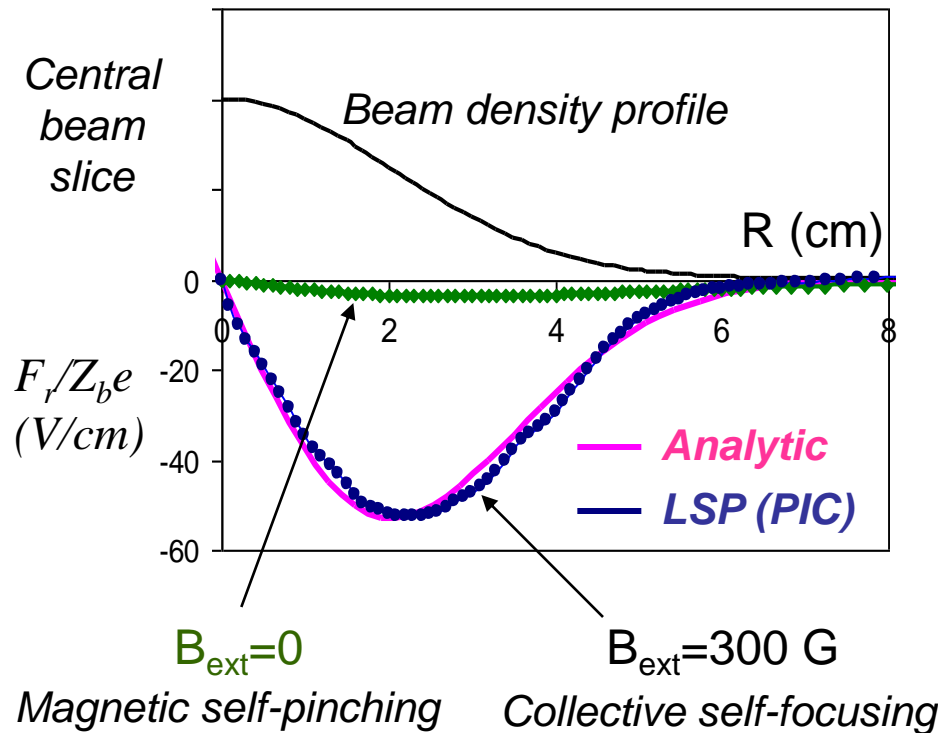 Central
beam
slice
Beam density profile
R (cm)
0
-20
-40
-60
0
2
4
6
8
F_r/Z_be
(V/cm)
Analytic
LSP (PIC)
B_ext=0
Magnetic self-pinching
B_ext=300 G
Collective self-focusing